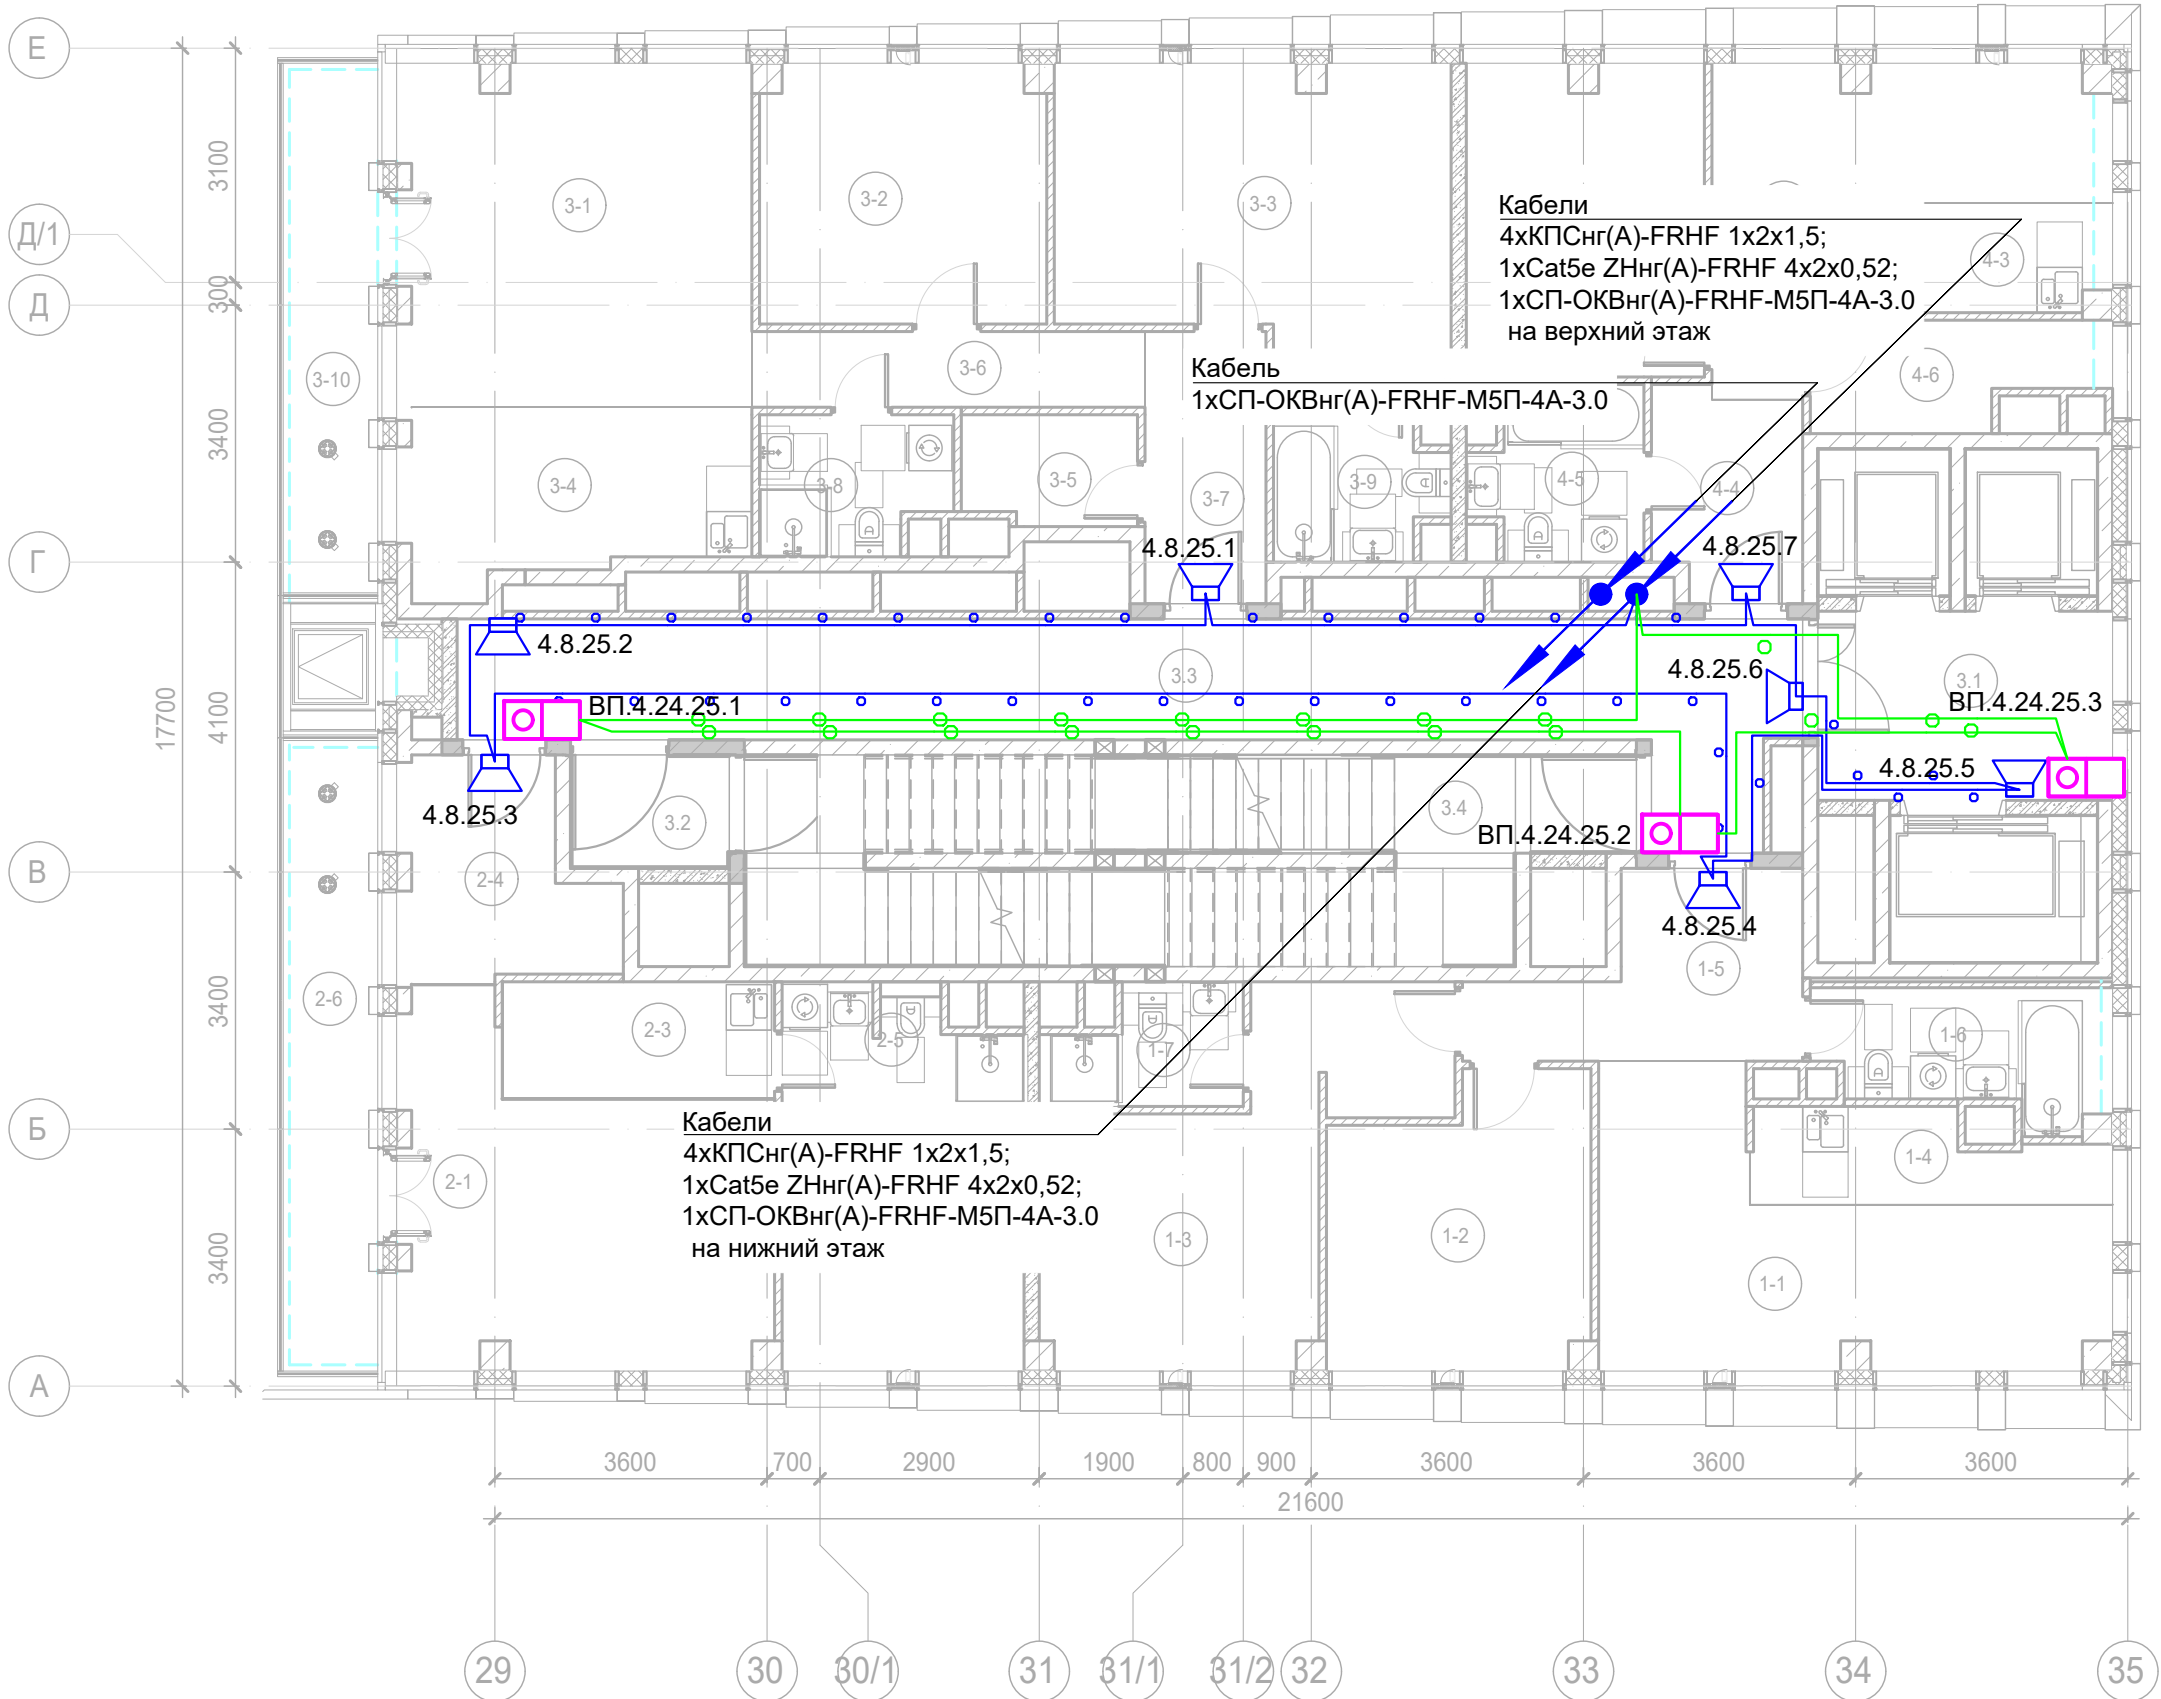 Е
Д/1
Д
Г
В
Б
А
17700
3100
300
3400
4100
3400
3400
3-1
3-2
3-3
Кабели
4хКПСнг(А)-FRHF 1х2х1,5;
1хCat5e ZHнг(А)-FRHF 4х2х0,52;
1хСП-ОКВнг(А)-FRHF-М5П-4А-3.0
на верхний этаж
4-3
Кабель
1хСП-ОКВнг(А)-FRHF-М5П-4А-3.0
3-10
3-6
4-6
3-4
3-8
3-5
3-7
3-9
4-5
4-4
4.8.25.1
4.8.25.7
4.8.25.2
3.3
4.8.25.6
3.1
ВП.4.24.25.1
ВП.4.24.25.3
4.8.25.5
4.8.25.3
3.2
3.4
ВП.4.24.25.2
2-4
4.8.25.4
1-5
2-6
2-3
2-5
1-7
1-6
Кабели
4хКПСнг(А)-FRHF 1х2х1,5;
1хCat5e ZHнг(А)-FRHF 4х2х0,52;
1хСП-ОКВнг(А)-FRHF-М5П-4А-3.0
на нижний этаж
2-1
1-4
1-3
1-2
1-1
3600
700
2900
1900
800
900
3600
3600
3600
21600
29
30
30/1
31
31/1
31/2
32
33
34
35